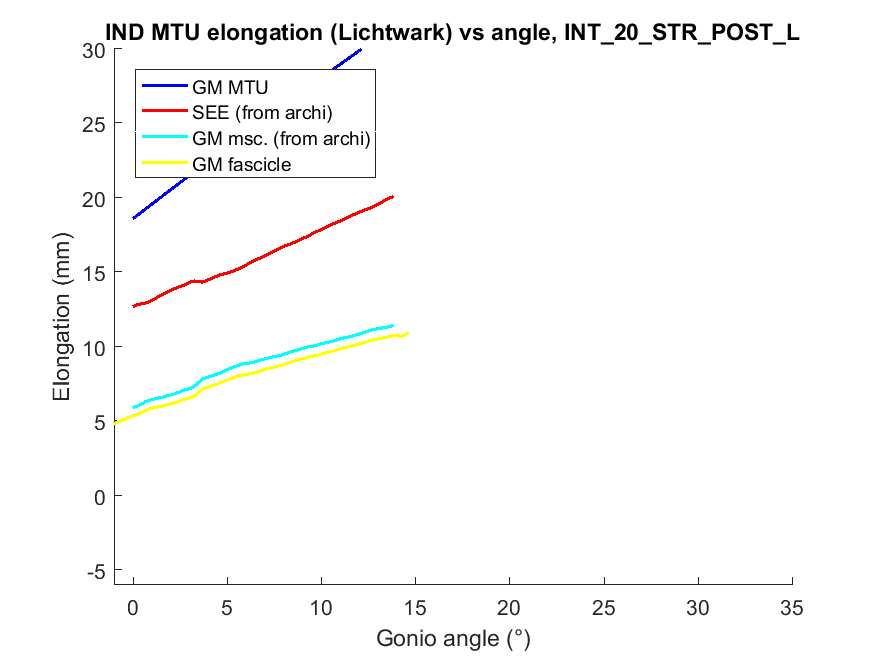 IND MTU elongation (Lichtwark) vs angle, INT_20_STR_POST_L
30
25
20
15
10
5
0
-5
Elongation (mm)
GM MTU
SEE (from archi)
GM msc. (from archi)
GM fascicle
0 5 10 15 20 25 30 35
Gonio angle (°)